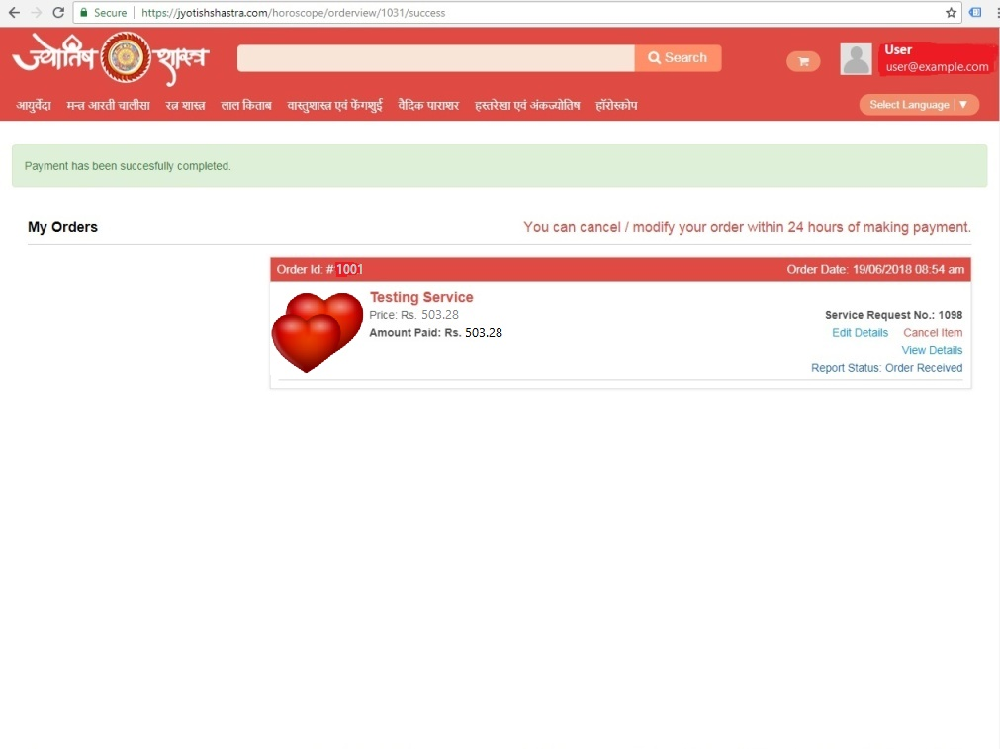 Secure https://jyotishshastra.com/horoscope/orderview/1031/success
ज्योतिष शास्त्र
Search
User
user@example.com
आयुर्वेदा मन्त्र आरती चालीसा रत्न शास्त्र लाल किताब वास्तुशास्त्र एवं फेंगशुई वैदिक पाराशर हस्तरेखा एवं अंकज्योतिष हॉरोस्कोप
Select Language ▼
Payment has been succesfully completed.
My Orders
You can cancel / modify your order within 24 hours of making payment.
Order Id: # 1001
Order Date: 19/06/2018 08:54 am
Testing Service
Price: Rs. 503.28
Amount Paid: Rs. 503.28
Service Request No.: 1098
Edit Details Cancel Item
View Details
Report Status: Order Received